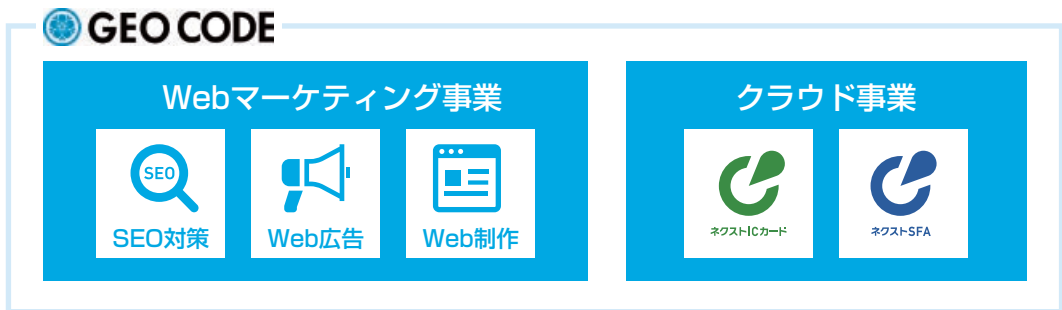 GEO CODE
Webマーケティング事業
SEO
SEO対策
Web広告
Web制作
クラウド事業
ネクストICカード
ネクストSFA